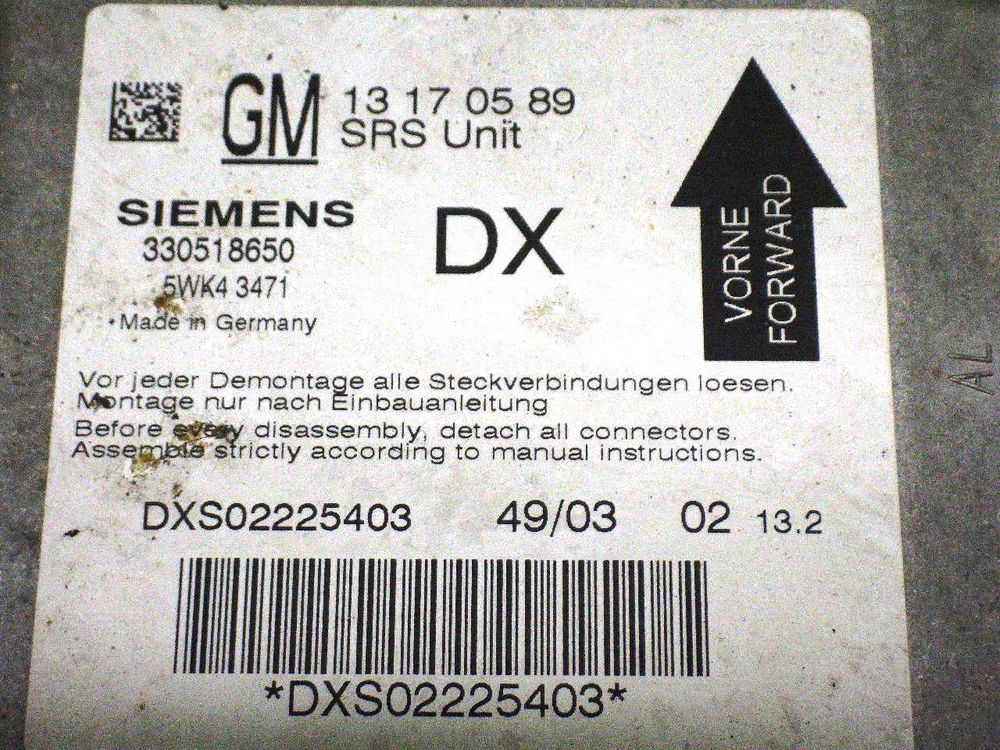 GM 13 17 05 89
SRS Unit
SIEMENS
330518650
5WK4 3471
Made in Germany
DX
VORNE
FORWARD
Vor jeder Demontage alle Steckverbindungen loesen.
Montage nur nach Einbauanleitung
Before every disassembly, detach all connectors.
Assemble strictly according to manual instructions.
DXS02225403 49/03 02 13.2
*DXS02225403*
AL